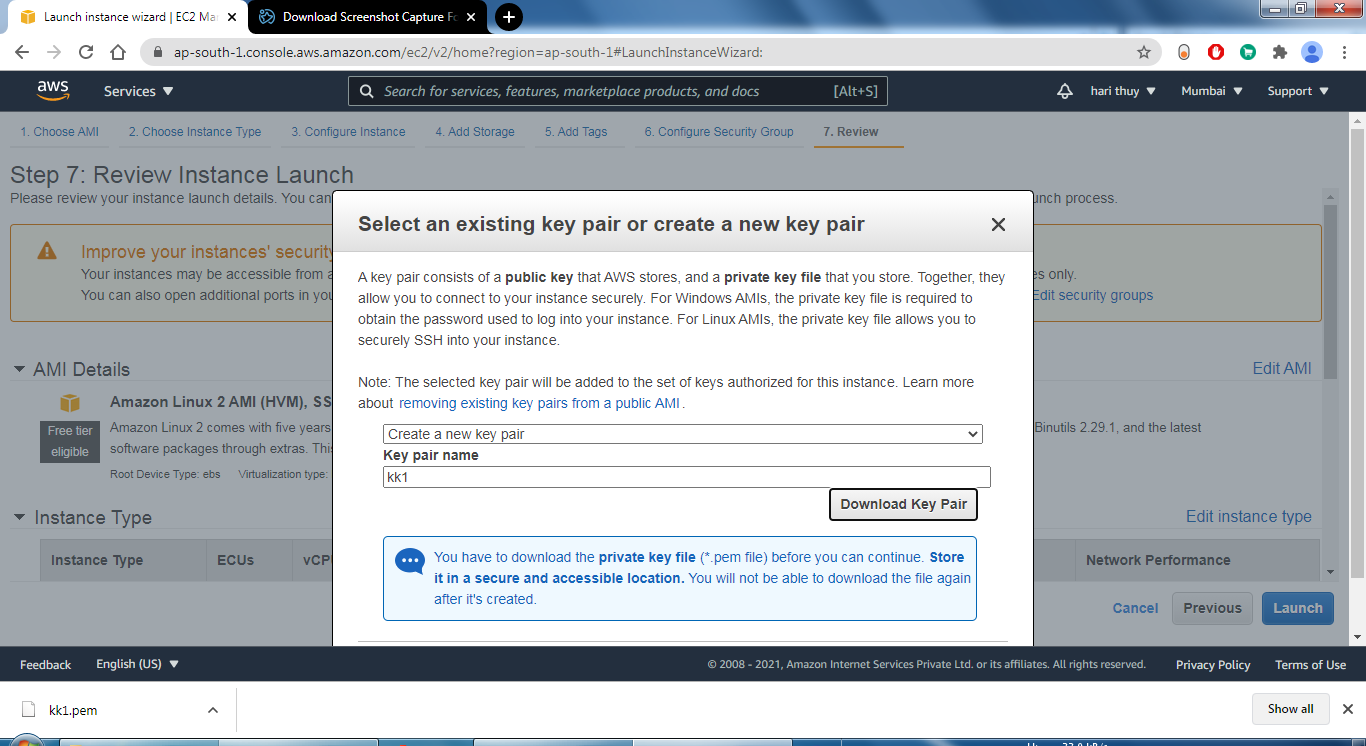 Launch instance wizard | EC2 Mar
Download Screenshot Capture Fo
ap-south-1.console.aws.amazon.com/ec2/v2/home?region=ap-south-1#LaunchInstanceWizard:
aws
Services
Search for services, features, marketplace products, and docs
[Alt+S]
hari thuy
Mumbai
Support
1. Choose AMI
2. Choose Instance Type
3. Configure Instance
4. Add Storage
5. Add Tags
6. Configure Security Group
7. Review
Step 7: Review Instance Launch
Please review your instance launch details. You can
unch process.
Improve your instances' security
Your instances may be accessible from a
es only.
You can also open additional ports in you
Edit security groups
Select an existing key pair or create a new key pair
A key pair consists of a public key that AWS stores, and a private key file that you store. Together, they
allow you to connect to your instance securely. For Windows AMIs, the private key file is required to
obtain the password used to log into your instance. For Linux AMIs, the private key file allows you to
securely SSH into your instance.
Note: The selected key pair will be added to the set of keys authorized for this instance. Learn more
about removing existing key pairs from a public AMI .
Create a new key pair
Key pair name
kk1
Download Key Pair
You have to download the private key file (*.pem file) before you can continue. Store
it in a secure and accessible location. You will not be able to download the file again
after it's created.
AMI Details
Edit AMI
Amazon Linux 2 AMI (HVM), SS
Free tier
eligible
Amazon Linux 2 comes with five years
Binutils 2.29.1, and the latest
software packages through extras. This
Root Device Type: ebs
Virtualization type:
Instance Type
Edit instance type
Instance Type
ECUs
vCPU
Network Performance
Cancel
Previous
Launch
Feedback
English (US)
© 2008 - 2021, Amazon Internet Services Private Ltd. or its affiliates. All rights reserved.
Privacy Policy
Terms of Use
kk1.pem
Show all